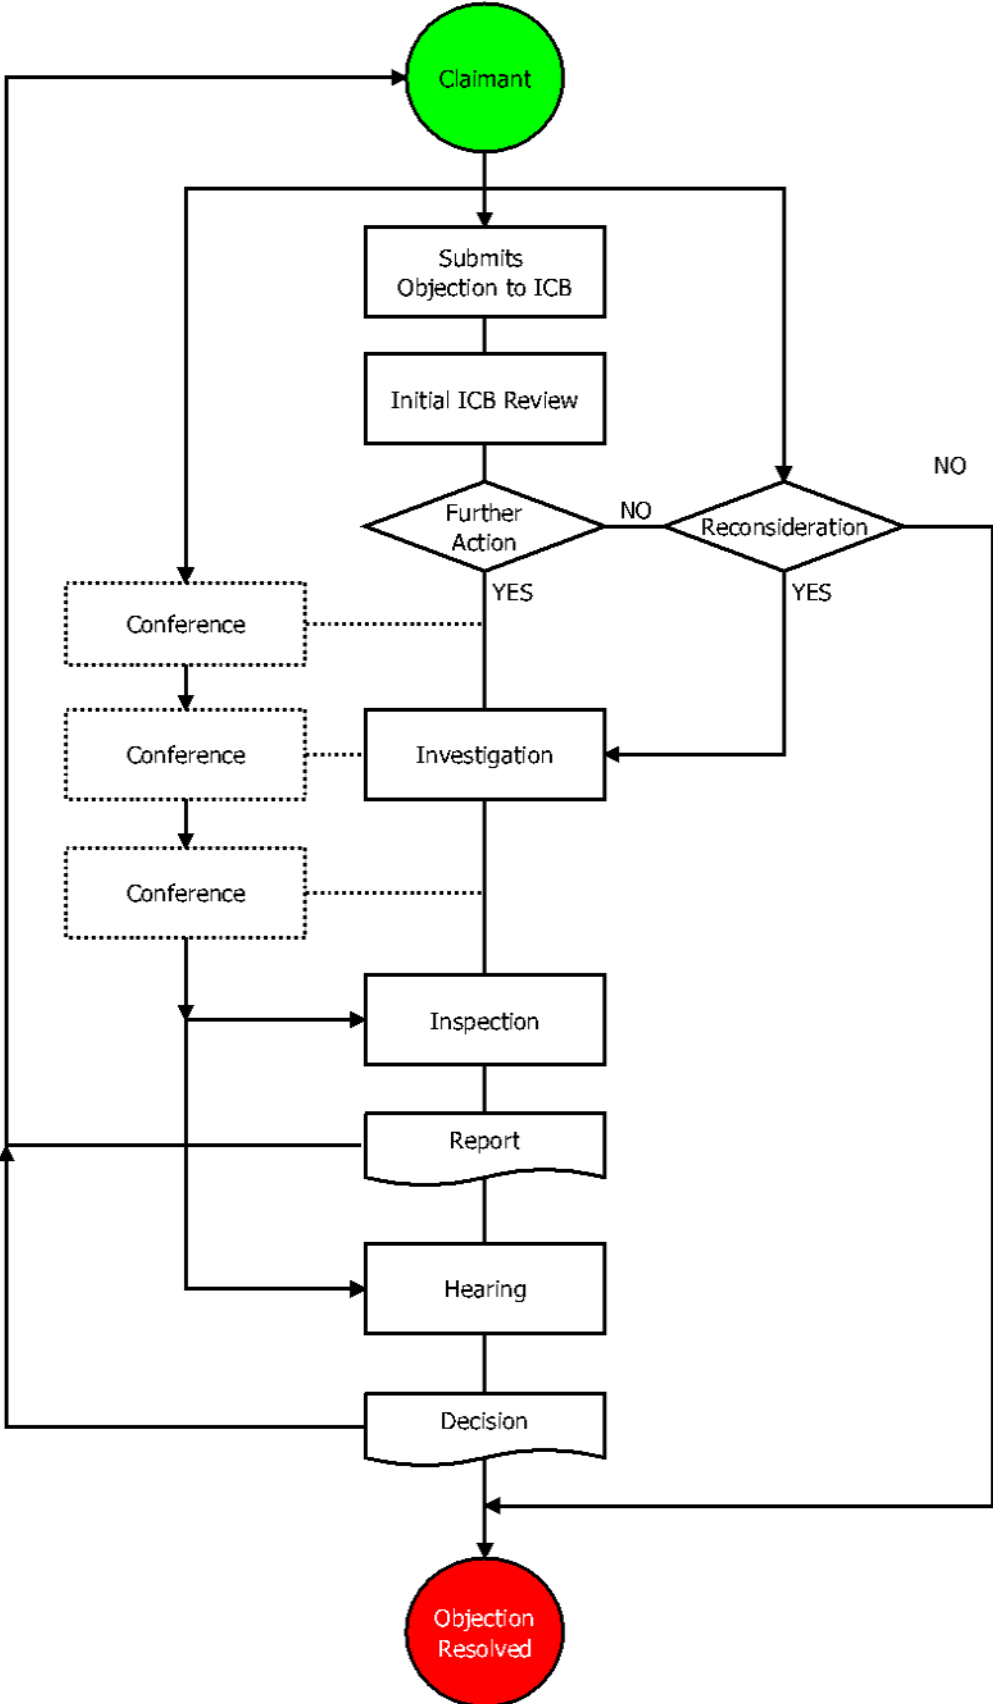 Claimant
Submits
Objection to ICB
Initial ICB Review
NO
Further
Action
NO
Reconsideration
YES
YES
Conference
Conference
Investigation
Conference
Inspection
Report
Hearing
Decision
Objection
Resolved